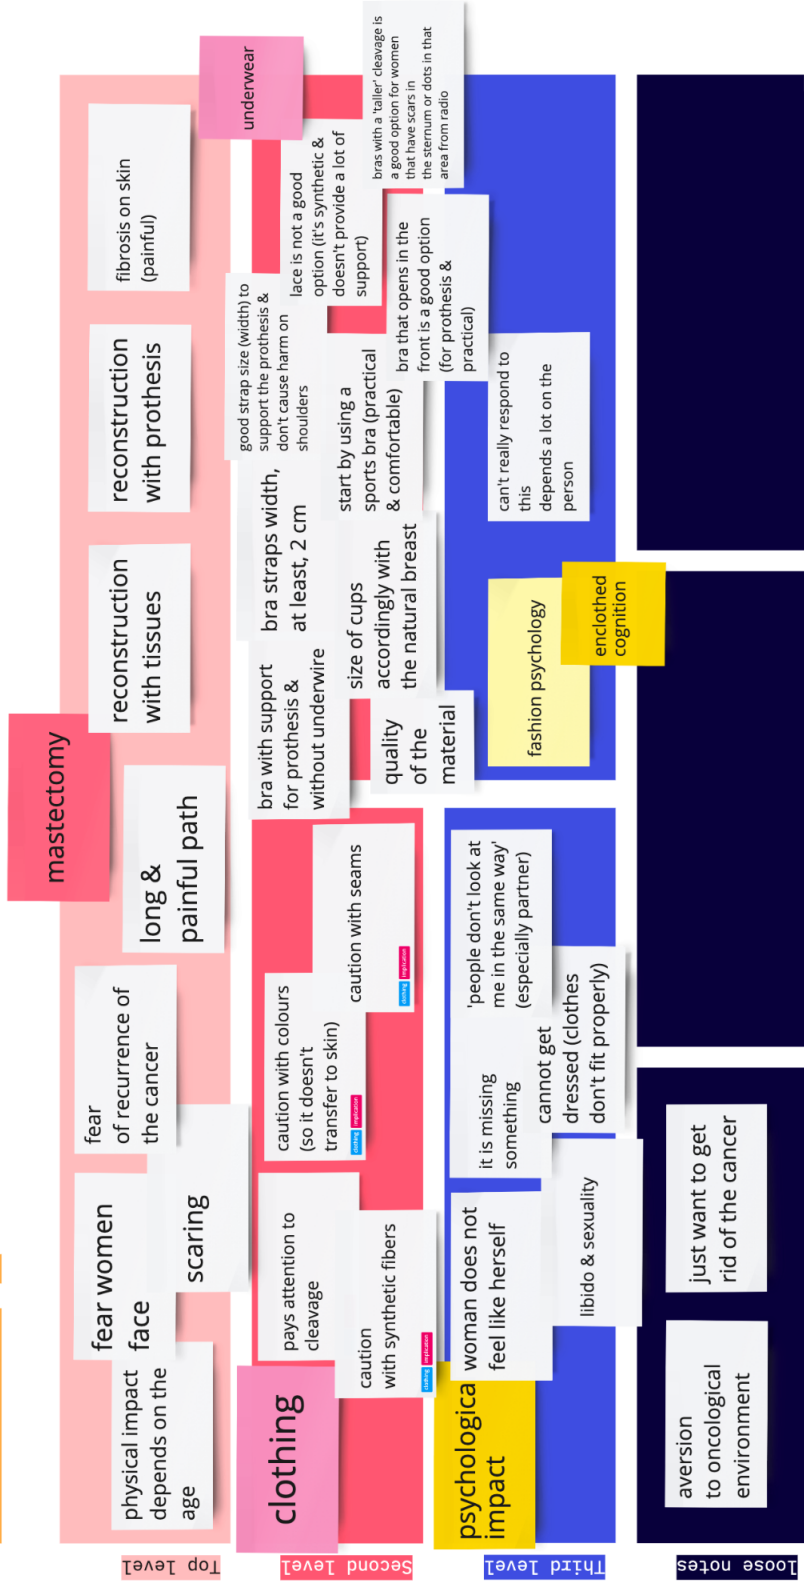 Top level
mastectomy
physical impact
depends on the
age
fear women
face
scaring
fear
of recurrence of
the cancer
long &
painful path
reconstruction
with tissues
reconstruction
with prothesis
fibrosis on skin
(painful)
Second level
clothing
pays attention to
cleavage
caution
with synthetic fibers
clothing
implication
caution with colours
(so it doesn't
transfer to skin)
clothing
implication
caution with seams
clothing
implication
underwear
bra with support
for prothesis &
without underwire
quality
of the
material
bra straps width,
at least, 2 cm
size of cups
accordingly with
the natural breast
good strap size (width) to
support the prothesis &
don't cause harm on
shoulders
start by using a
sports bra (practical
& comfortable)
lace is not a good
option (it's synthetic &
doesn't provide a lot of
support)
bra that opens in the
front is a good option
(for prothesis &
practical)
bras with a 'taller' cleavage is
a good option for women
that have scars in
the sternum or dots in that
area from radio
Third level
psychological
impact
woman does not
feel like herself
libido & sexuality
it is missing
something
cannot get
dressed (clothes
don't fit properly)
'people don't look at
me in the same way'
(especially partner)
fashion psychology
enclothed
cognition
can't really respond to
this
depends a lot on the
person
loose notes
aversion
to oncological
environment
just want to get
rid of the cancer